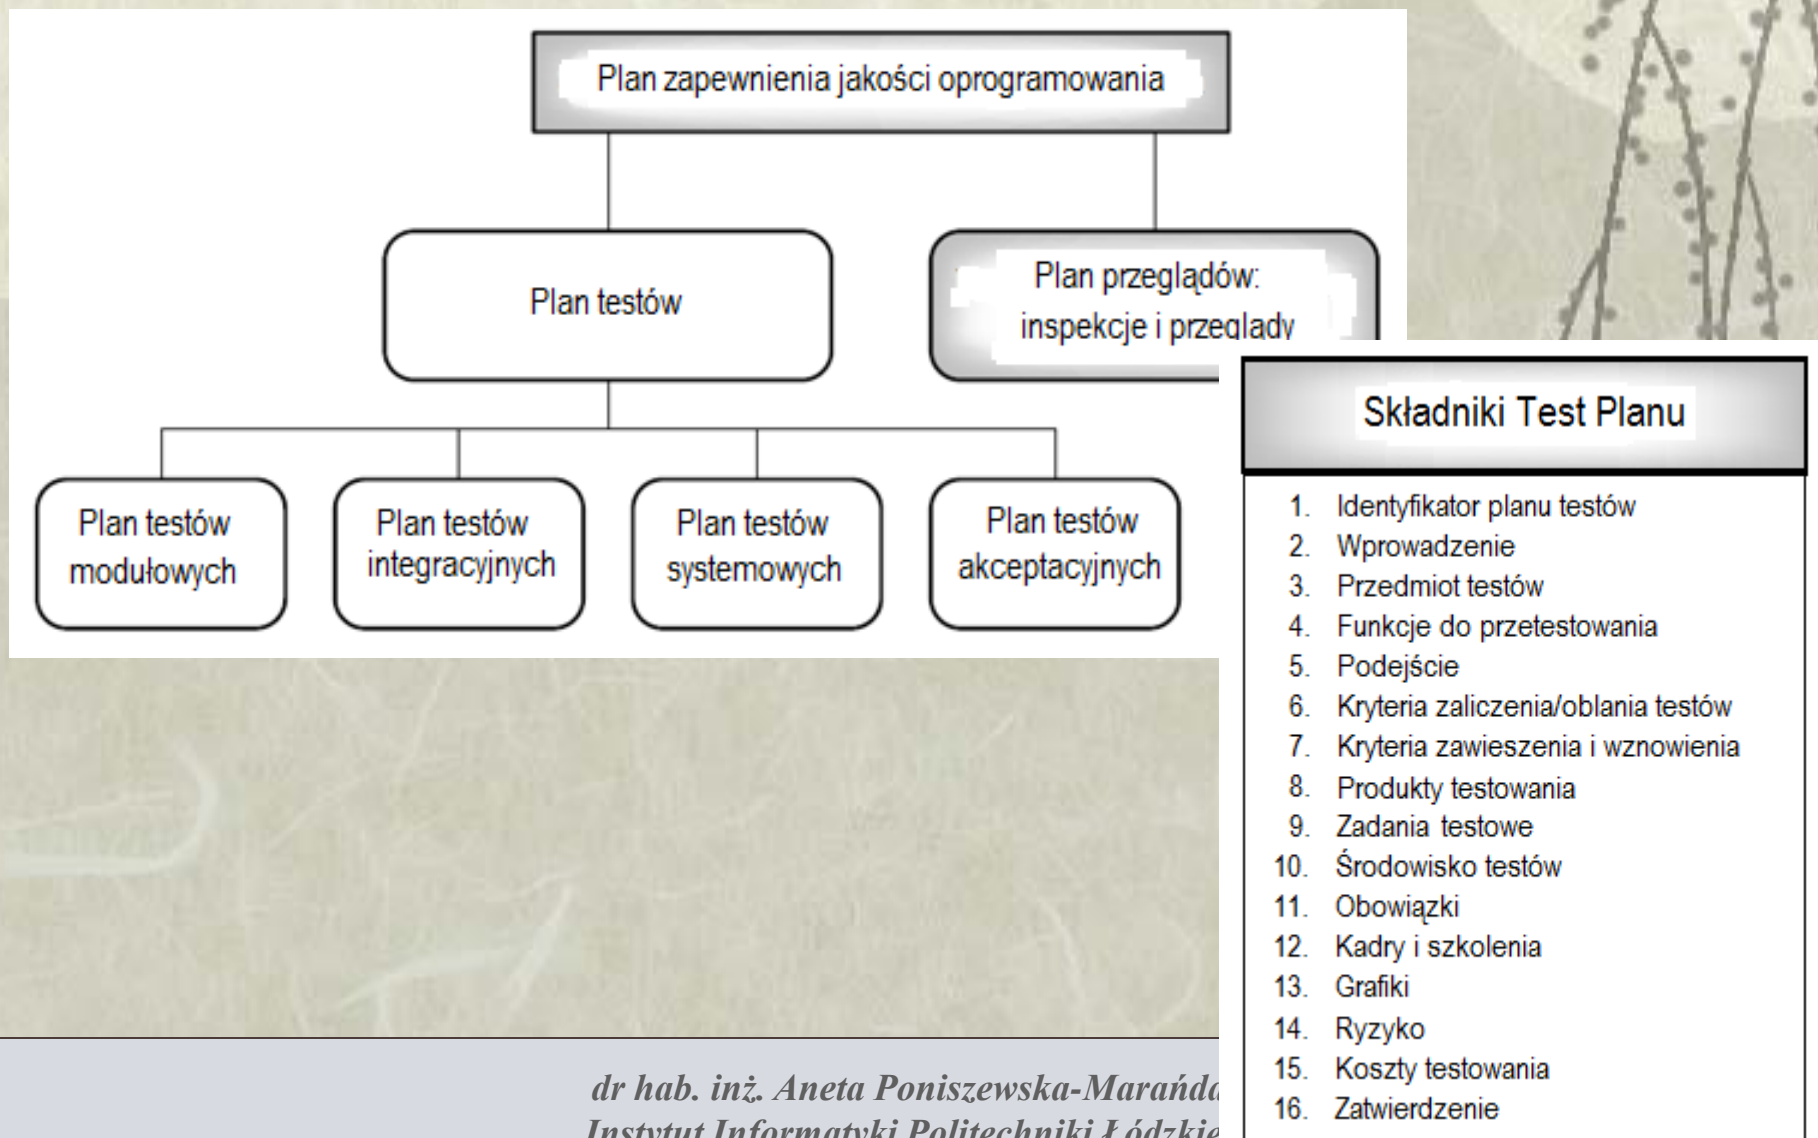 Plan zapewnienia jakości oprogramowania
Plan testów
Plan przeglądów:
inspekcje i przeglądy
Plan testów
modułowych
Plan testów
integracyjnych
Plan testów
systemowych
Plan testów
akceptacyjnych
Składniki Test Planu
1. Identyfikator planu testów
2. Wprowadzenie
3. Przedmiot testów
4. Funkcje do przetestowania
5. Podejście
6. Kryteria zaliczenia/oblania testów
7. Kryteria zawieszenia i wznowienia
8. Produkty testowania
9. Zadania testowe
10. Środowisko testów
11. Obowiązki
12. Kadry i szkolenia
13. Grafiki
14. Ryzyko
15. Koszty testowania
16. Zatwierdzenie
dr hab. inż. Aneta Poniszewska-Marańda
Instytut Informatyki Politechniki